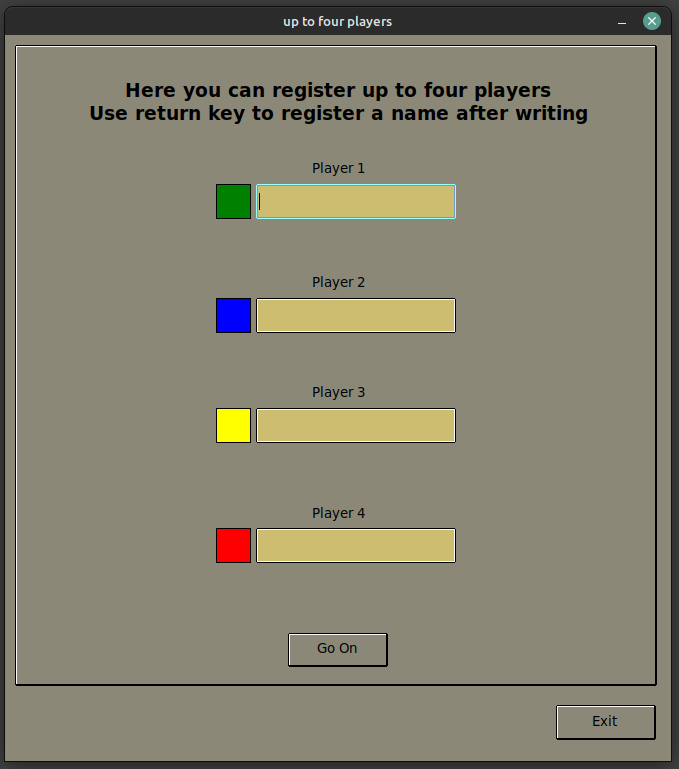 up to four players
Here you can register up to four players
Use return key to register a name after writing
Player 1
Player 2
Player 3
Player 4
Go On
Exit